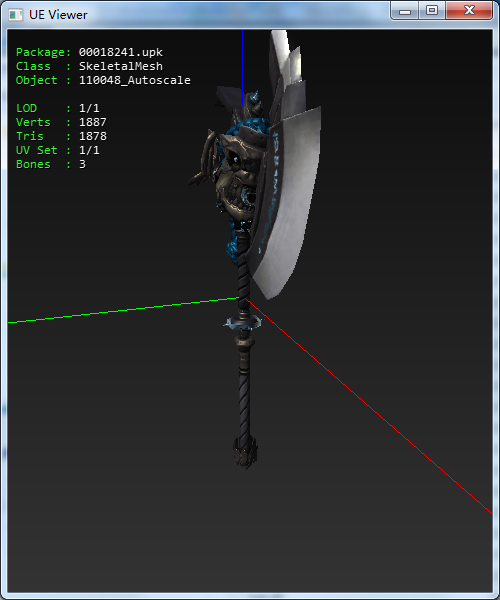 UE Viewer
Package: 00018241.upk
Class : SkeletalMesh
Object : 110048_Autoscale
LOD : 1/1
Verts : 1887
Tris : 1878
UV Set : 1/1
Bones : 3